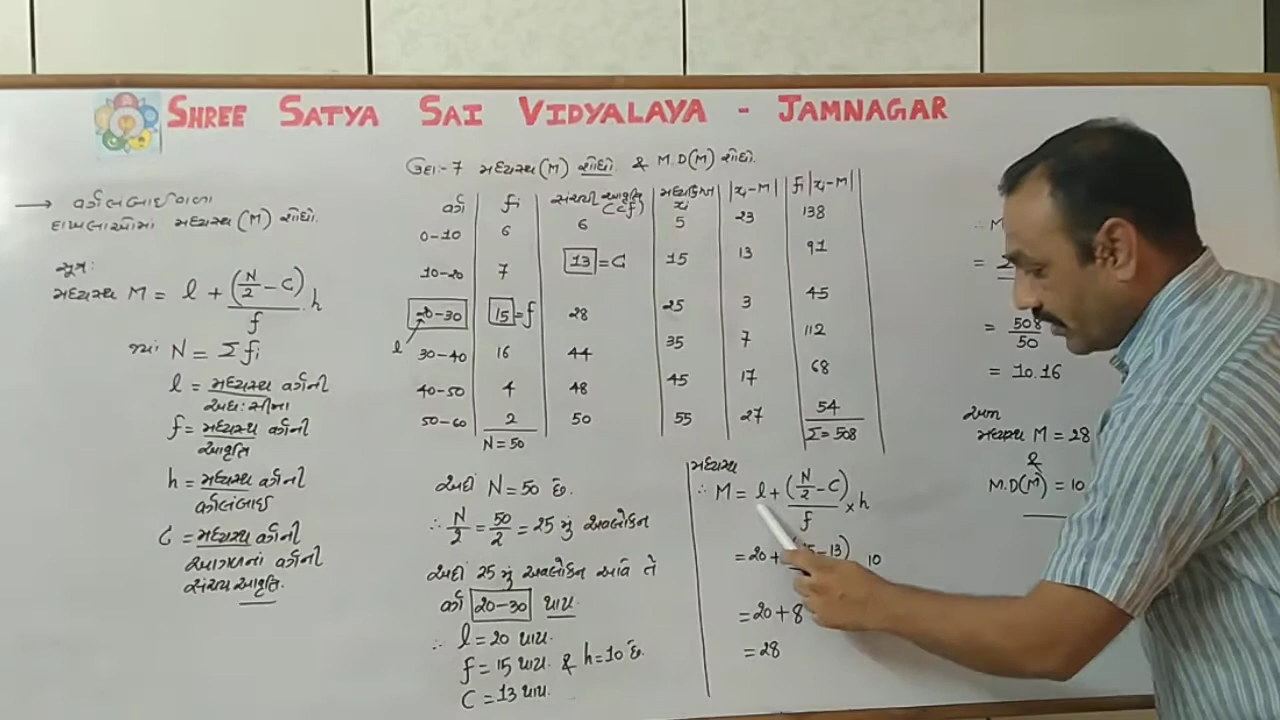 SHREE SATYA SAI VIDYALAYA - JAMNAGAR
ઉદા:-7 મધ્યસ્થ (M) શોધો & M.D(M) શોધો.
→ વર્ગલંબાઈવાળા
દાખલાઓમાં મધ્યસ્થ (M) શોધો.
સૂત્ર:
મધ્યસ્થ M = l + (N/2 - C)/f . h
જ્યાં N = Σfi
l = મધ્યસ્થ વર્ગની
અધ:સીમા
f = મધ્યસ્થ વર્ગની
આવૃત્તિ
h = મધ્યસ્થ વર્ગની
વર્ગલંબાઈ
C = મધ્યસ્થ વર્ગની
આગળનાં વર્ગની
સંચયી આવૃત્તિ.
વર્ગ fi સંચયી આવૃત્તિ (cf) મધ્યકિંમત xi |xi-M| fi|xi-M|
0-10 6 6 5 23 138
10-20 7 13 = C 15 13 91
20-30 15 = f 28 25 3 45
l
30-40 16 44 35 7 112
40-50 4 48 45 17 68
50-60 2 50 55 27 54
N = 50 Σ = 508
અહીં N = 50 છે.
∴ N/2 = 50/2 = 25 મું અવલોકન
અહીં 25 મું અવલોકન આવે તે
વર્ગ 20-30 થાય
∴ l = 20 થાય.
f = 15 થાય. & h = 10 છે.
C = 13 થાય.
મધ્યસ્થ
∴ M = l + (N/2 - C)/f × h
= 20 + - 13) 10
= 20 + 8
= 28
∴ M
=
= 508/50
= 10.16
આમ
મધ્યસ્થ M = 28
&
M.D(M) = 10